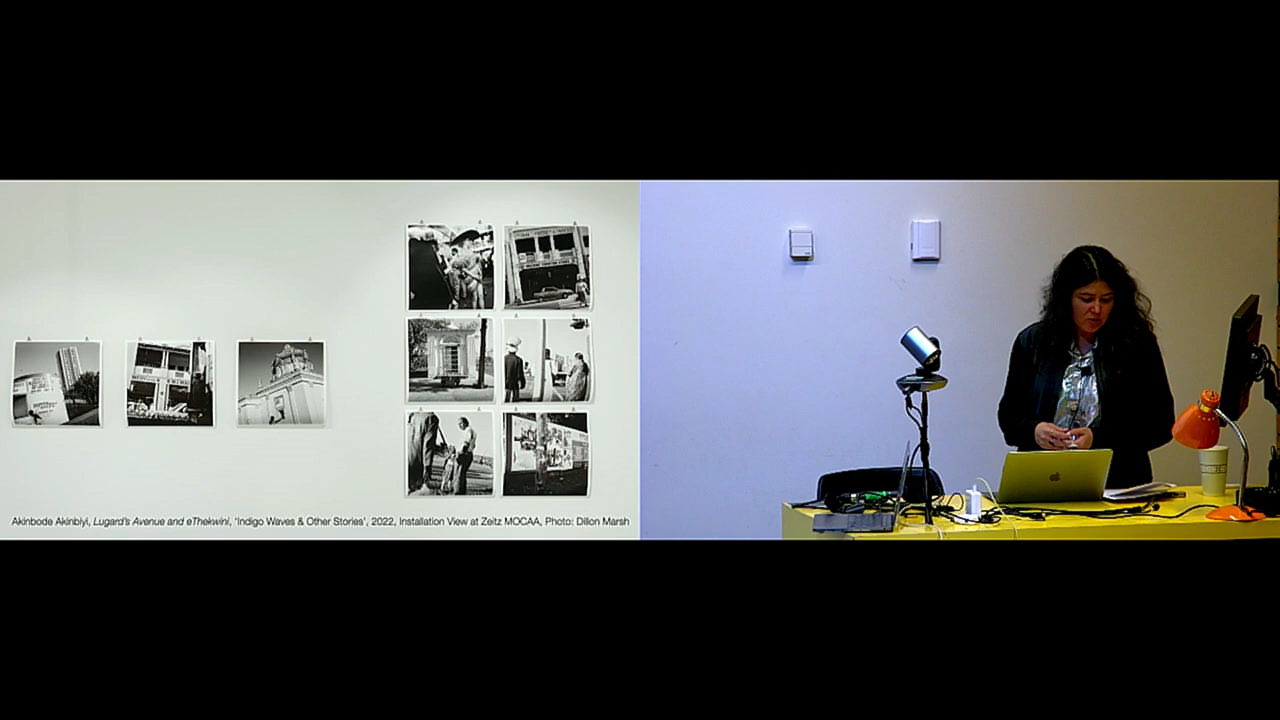 Akinbode Akinbiyi, Lugard's Avenue and eThekwini, 'Indigo Waves & Other Stories', 2022, Installation View at Zeitz MOCAA, Photo: Dillon Marsh